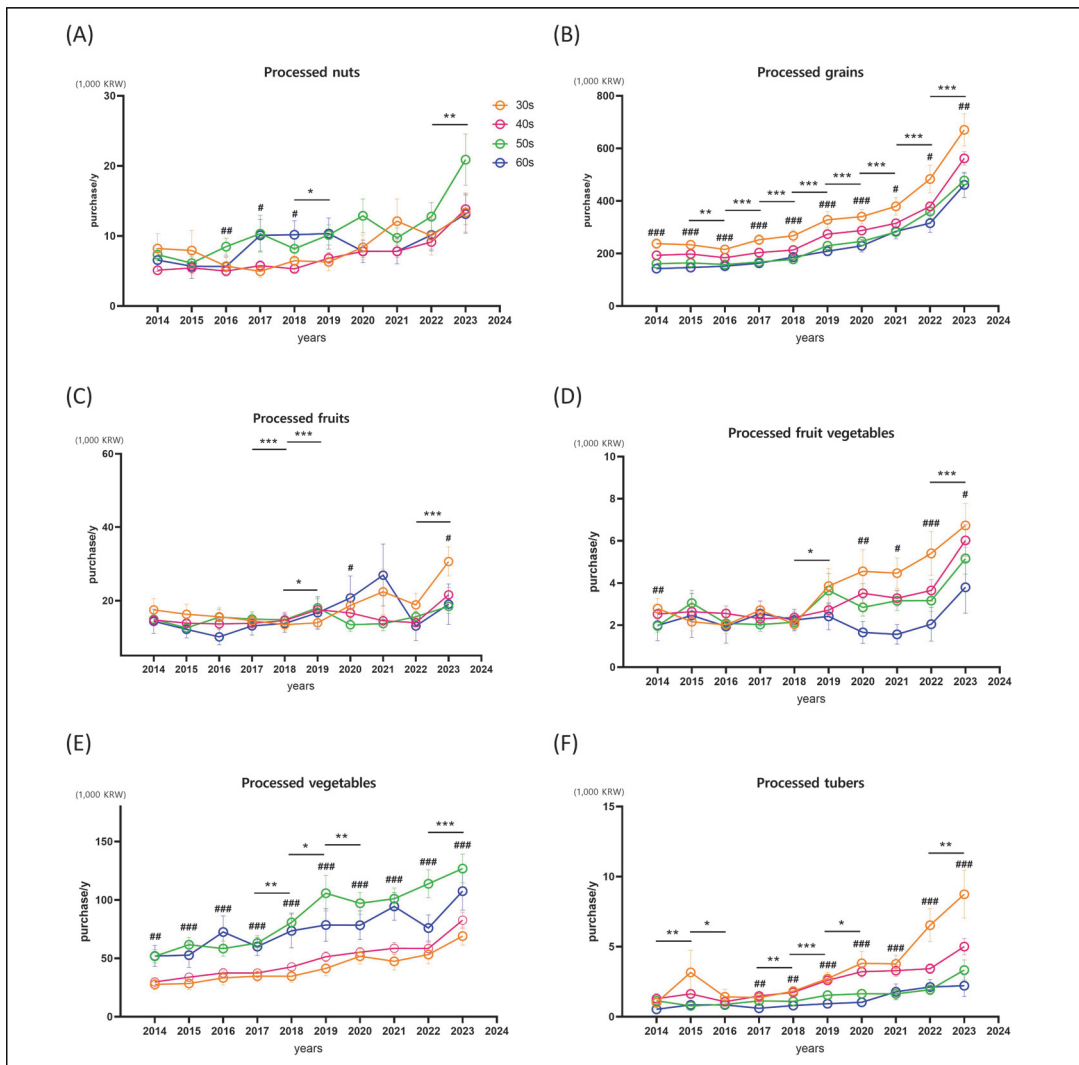 (A)
Processed nuts
(1,000 KRW)
30
20
10
0
purchase/y
##
#
#
*
**
30s
40s
50s
60s
2014 2015 2016 2017 2018 2019 2020 2021 2022 2023 2024
years
(B)
Processed grains
(1,000 KRW)
800
600
400
200
0
purchase/y
### ### ### ### ### ### ### # # ##
** *** *** *** *** *** *** ***
2014 2015 2016 2017 2018 2019 2020 2021 2022 2023 2024
years
(C)
Processed fruits
(1,000 KRW)
60
40
20
purchase/y
*** ***
*
#
***
#
2014 2015 2016 2017 2018 2019 2020 2021 2022 2023 2024
years
(D)
Processed fruit vegetables
(1,000 KRW)
10
8
6
4
2
0
purchase/y
##
*
##
#
###
***
#
2014 2015 2016 2017 2018 2019 2020 2021 2022 2023 2024
years
(E)
Processed vegetables
(1,000 KRW)
150
100
50
0
purchase/y
## ### ### ### ### ### ### ### ### ###
** * ** ***
2014 2015 2016 2017 2018 2019 2020 2021 2022 2023 2024
years
(F)
Processed tubers
(1,000 KRW)
15
10
5
0
purchase/y
** * ** *** * **
## ## ### ### ### ### ###
2014 2015 2016 2017 2018 2019 2020 2021 2022 2023 2024
years